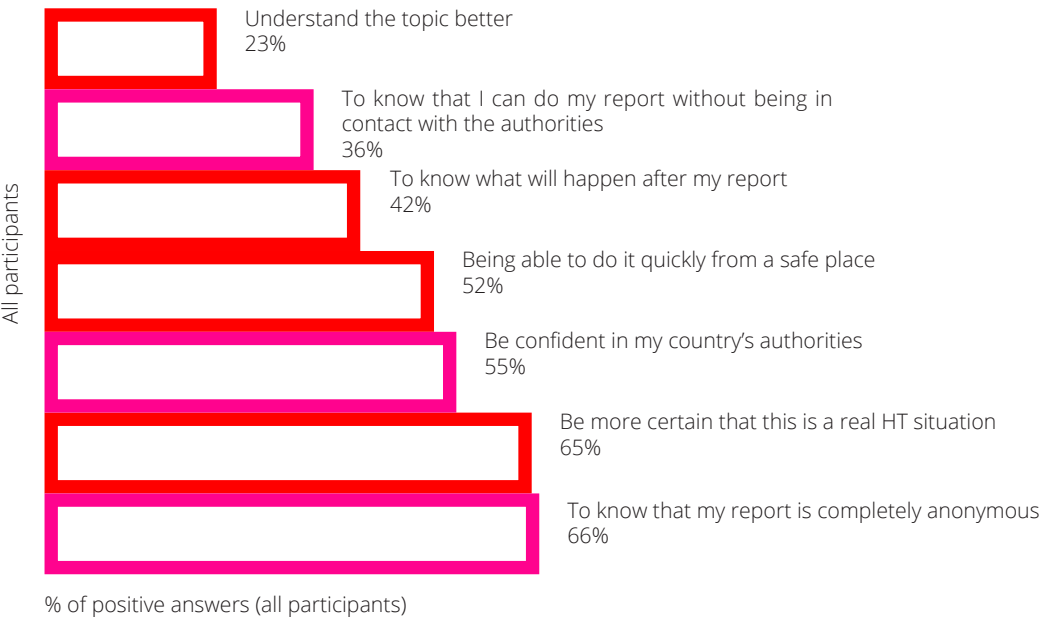 Understand the topic better
23%
To know that I can do my report without being in
contact with the authorities
36%
To know what will happen after my report
42%
Being able to do it quickly from a safe place
52%
Be confident in my country’s authorities
55%
Be more certain that this is a real HT situation
65%
To know that my report is completely anonymous
66%
All participants
% of positive answers (all participants)